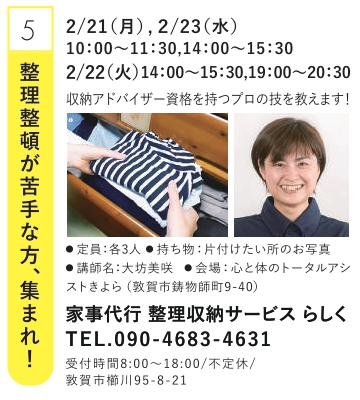 5
整理整頓が苦手な方、集まれ！
2/21（月）, 2/23（水）
10:00〜11:30,14:00〜15:30
2/22（火）14:00〜15:30,19:00〜20:30
収納アドバイザー資格を持つプロの技を教えます！
●定員：各3人 ●持ち物：片付けたい所のお写真
●講師名：大坊美咲 ●会場：心と体のトータルアシ
ストきよら（敦賀市鋳物師町9-40）
家事代行 整理収納サービス らしく
TEL.090-4683-4631
受付時間8:00〜18:00/不定休/
敦賀市櫛川95-8-21